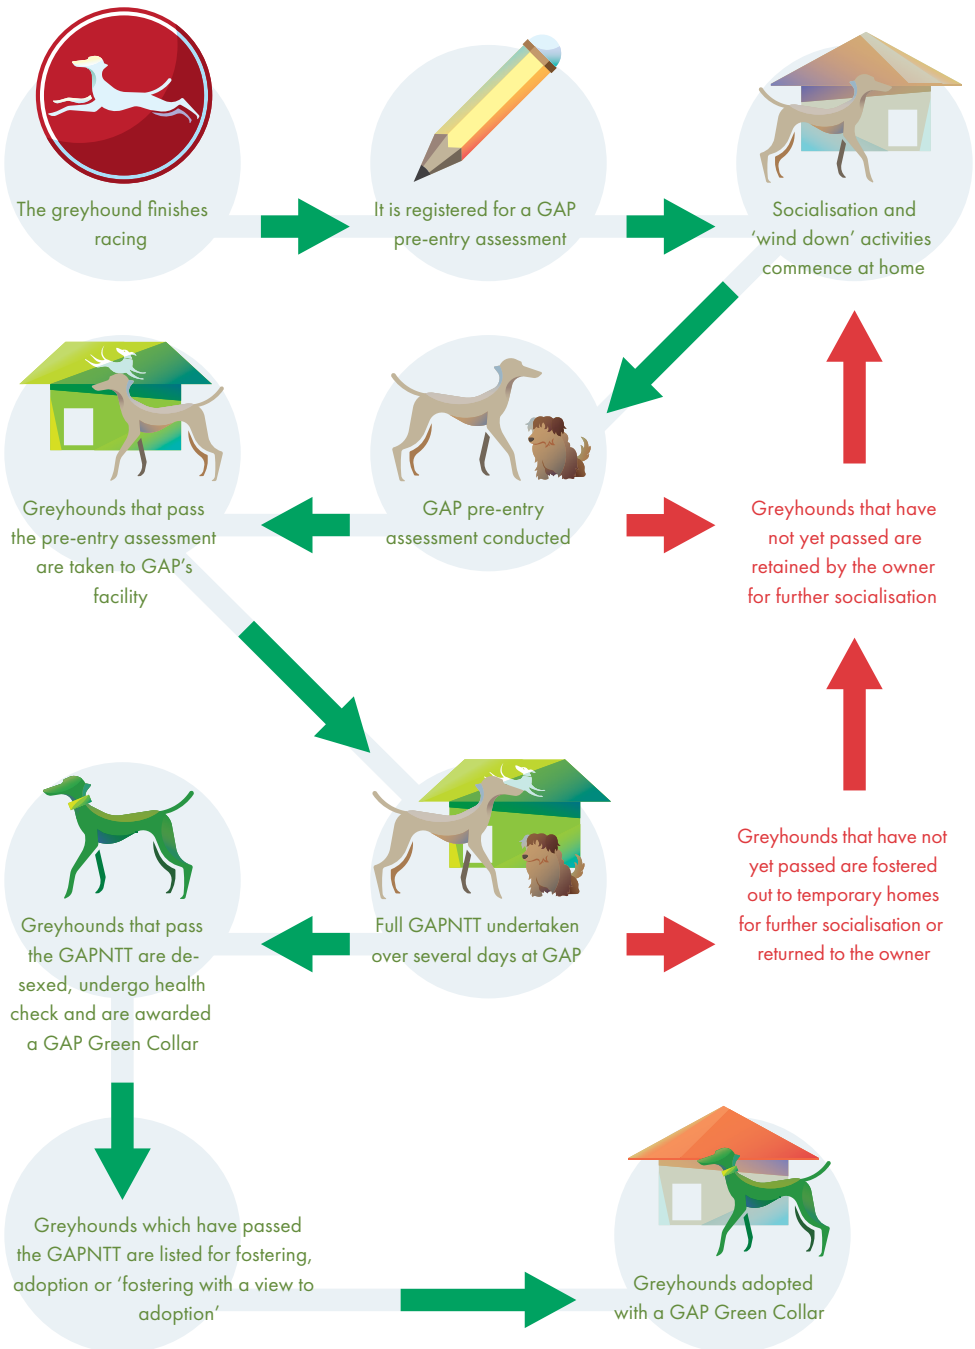 The greyhound finishes
racing
It is registered for a GAP
pre-entry assessment
Socialisation and
‘wind down’ activities
commence at home
Greyhounds that pass
the pre-entry assessment
are taken to GAP’s
facility
GAP pre-entry
assessment conducted
Greyhounds that have
not yet passed are
retained by the owner
for further socialisation
Greyhounds that pass
the GAPNTT are de-
sexed, undergo health
check and are awarded
a GAP Green Collar
Full GAPNTT undertaken
over several days at GAP
Greyhounds that have not
yet passed are fostered
out to temporary homes
for further socialisation or
returned to the owner
Greyhounds which have passed
the GAPNTT are listed for fostering,
adoption or ‘fostering with a view to
adoption’
Greyhounds adopted
with a GAP Green Collar